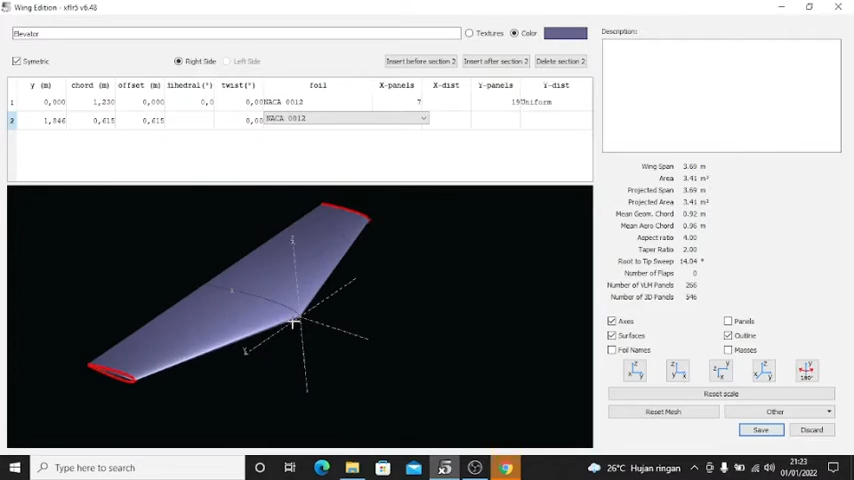 Wing Edition - xflr5 v6.48
Elevator
Textures Color
Description:
Symetric
Right Side Left Side
Insert before section 2 Insert after section 2 Delete section 2
y (m) chord (m) offset (m) ihedral(°) twist(°) foil X-panels X-dist Y-panels Y-dist
1 0,000 1,230 0,000 0,0 0,00 NACA 0012 7 19 Uniform
2 1,846 0,615 0,615 0,00 NACA 0012
Wing Span 3.69 m
Area 3.41 m²
Projected Span 3.69 m
Projected Area 3.41 m²
Mean Geom. Chord 0.92 m
Mean Aero Chord 0.96 m
Aspect ratio 4.00
Taper Ratio 2.00
Root to Tip Sweep 14.04 °
Number of Flaps 0
Number of VLM Panels 266
Number of 3D Panels 546
Axes Panels
Surfaces Outline
Foil Names Masses
Reset scale
Reset Mesh Other
Save Discard
Type here to search
26°C Hujan ringan
21:23
01/01/2022